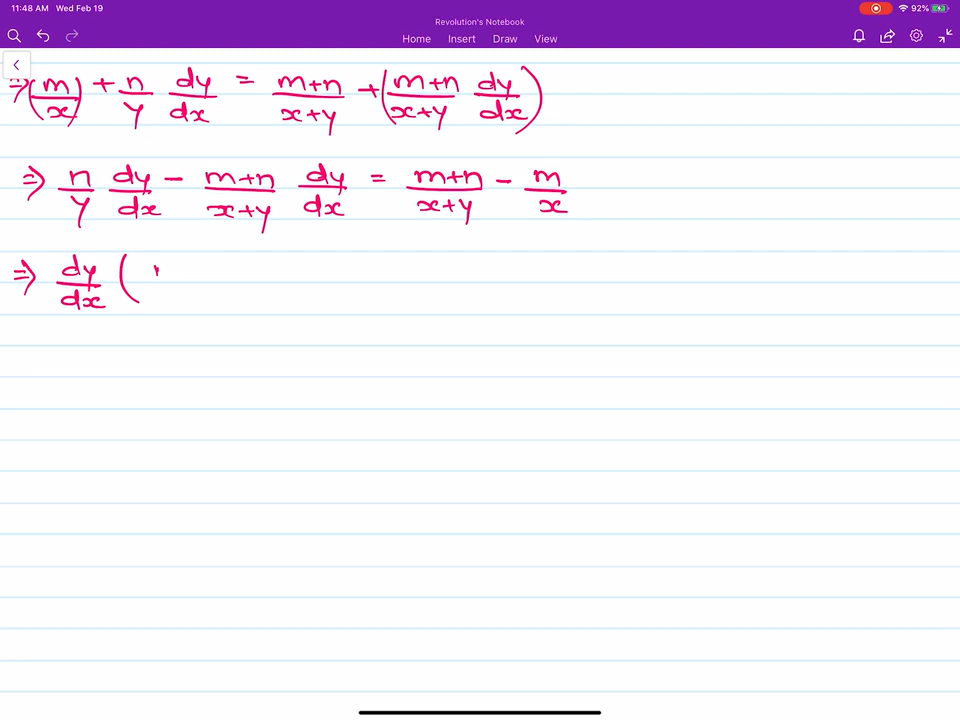 11:48 AM Wed Feb 19
92%
Revolution's Notebook
Home Insert Draw View
⇒ (m/x) + n/y dy/dx = m+n/x+y + (m+n/x+y dy/dx)
⇒ n/y dy/dx - m+n/x+y dy/dx = m+n/x+y - m/x
⇒ dy/dx (